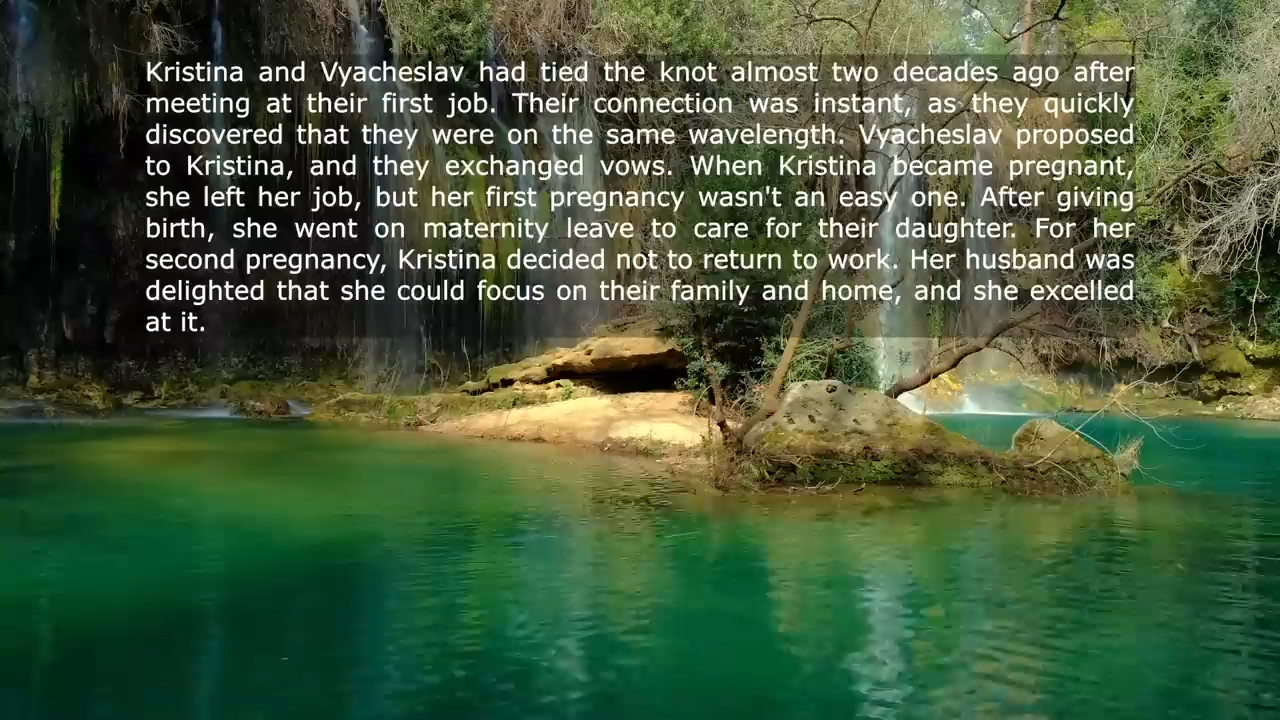 Kristina and Vyacheslav had tied the knot almost two decades ago after
meeting at their first job. Their connection was instant, as they quickly
discovered that they were on the same wavelength. Vyacheslav proposed
to Kristina, and they exchanged vows. When Kristina became pregnant,
she left her job, but her first pregnancy wasn't an easy one. After giving
birth, she went on maternity leave to care for their daughter. For her
second pregnancy, Kristina decided not to return to work. Her husband was
delighted that she could focus on their family and home, and she excelled
at it.